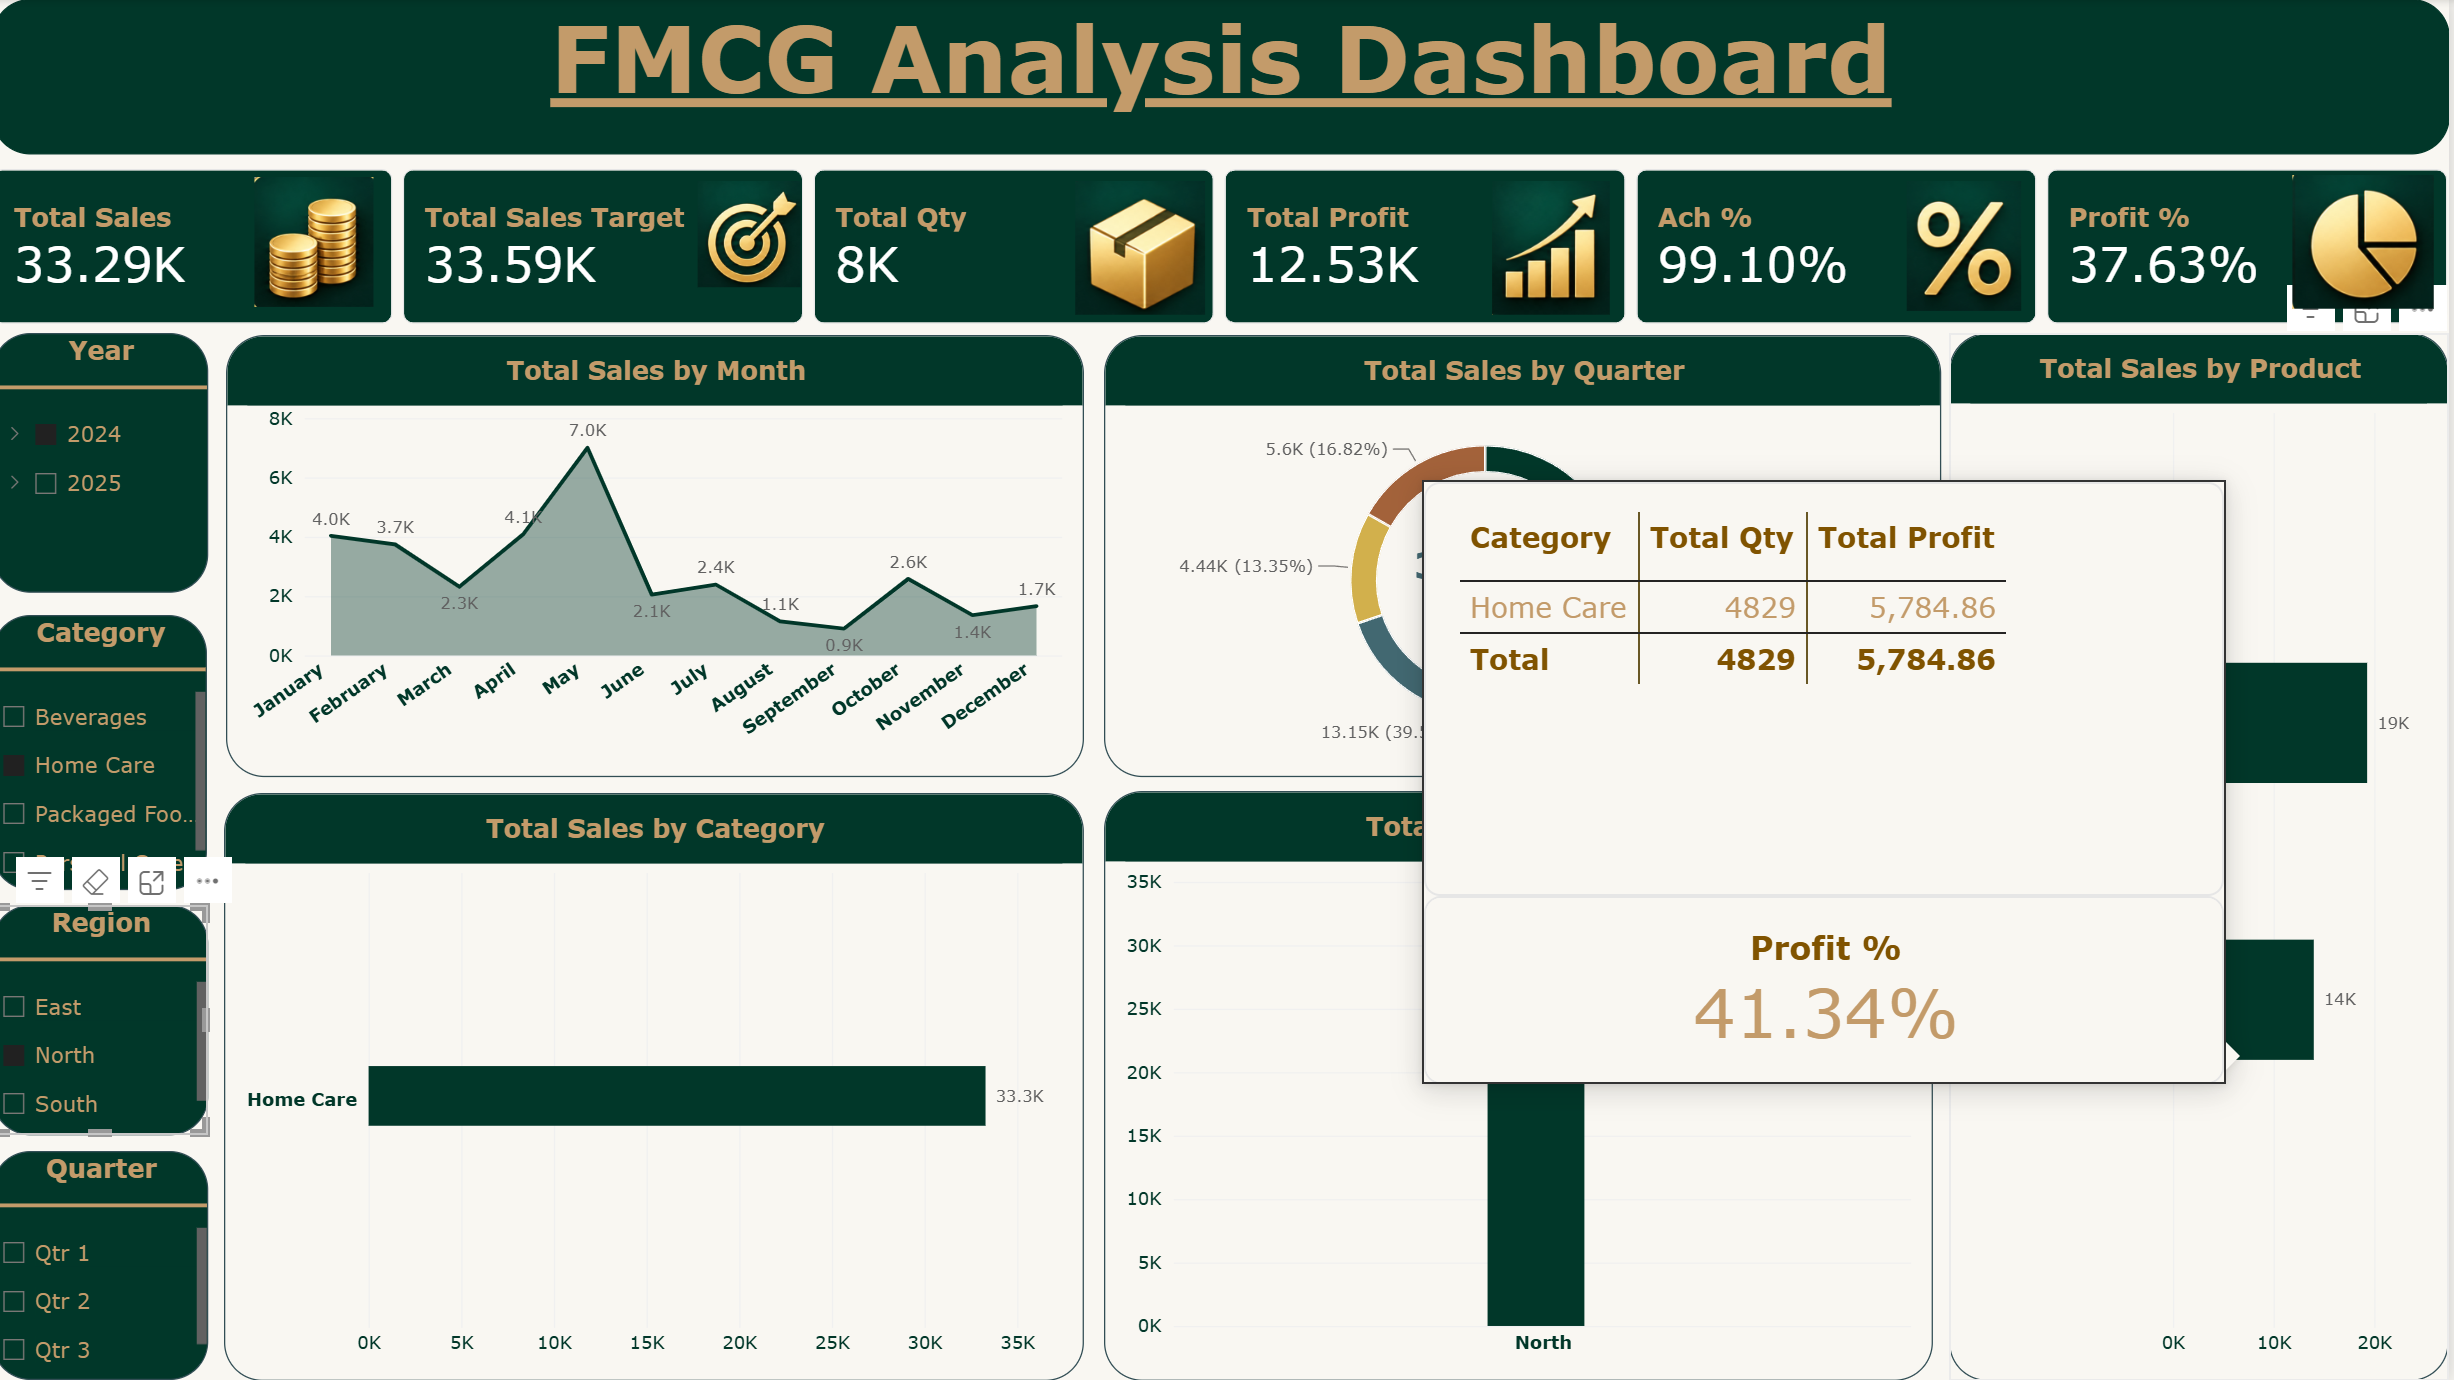 FMCG Analysis Dashboard
Total Sales
33.29K
Total Sales Target
33.59K
Total Qty
8K
Total Profit
12.53K
Ach %
99.10%
Profit %
37.63%
Year
2024
2025
Category
Beverages
Home Care
Packaged Foo...
Region
East
North
South
Quarter
Qtr 1
Qtr 2
Qtr 3
Total Sales by Month
8K
6K
4K
2K
0K
4.0K
3.7K
2.3K
4.1K
7.0K
2.1K
2.4K
1.1K
0.9K
2.6K
1.4K
1.7K
January
February
March
April
May
June
July
August
September
October
November
December
Total Sales by Quarter
5.6K (16.82%)
4.44K (13.35%)
13.15K (39.5
Total Sales by Product
19K
14K
0K 10K 20K
Category Total Qty Total Profit
Home Care 4829 5,784.86
Total 4829 5,784.86
Profit %
41.34%
Total Sales by Category
Home Care
33.3K
0K 5K 10K 15K 20K 25K 30K 35K
Tota
35K
30K
25K
20K
15K
10K
5K
0K
North